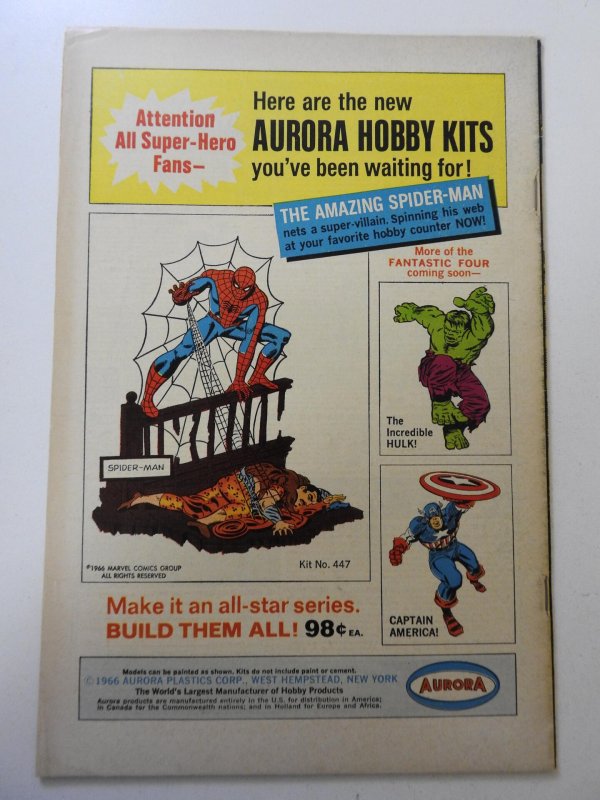 Attention
All Super-Hero
Fans—
Here are the new
AURORA HOBBY KITS
you've been waiting for!
THE AMAZING SPIDER-MAN
nets a super-villain. Spinning his web
at your favorite hobby counter NOW!
More of the
FANTASTIC FOUR
coming soon—
The
Incredible
HULK!
SPIDER-MAN
©1966 MARVEL COMICS GROUP
ALL RIGHTS RESERVED
Kit No. 447
CAPTAIN
AMERICA!
Make it an all-star series.
BUILD THEM ALL! 98¢ EA.
Models can be painted as shown. Kits do not include paint or cement.
© 1966 AURORA PLASTICS CORP., WEST HEMPSTEAD, NEW YORK
The World's Largest Manufacturer of Hobby Products
Aurora products are manufactured entirely in the U.S. for distribution in America;
in Canada for the Commonwealth nations; and in Holland for Europe and Africa.
AURORA